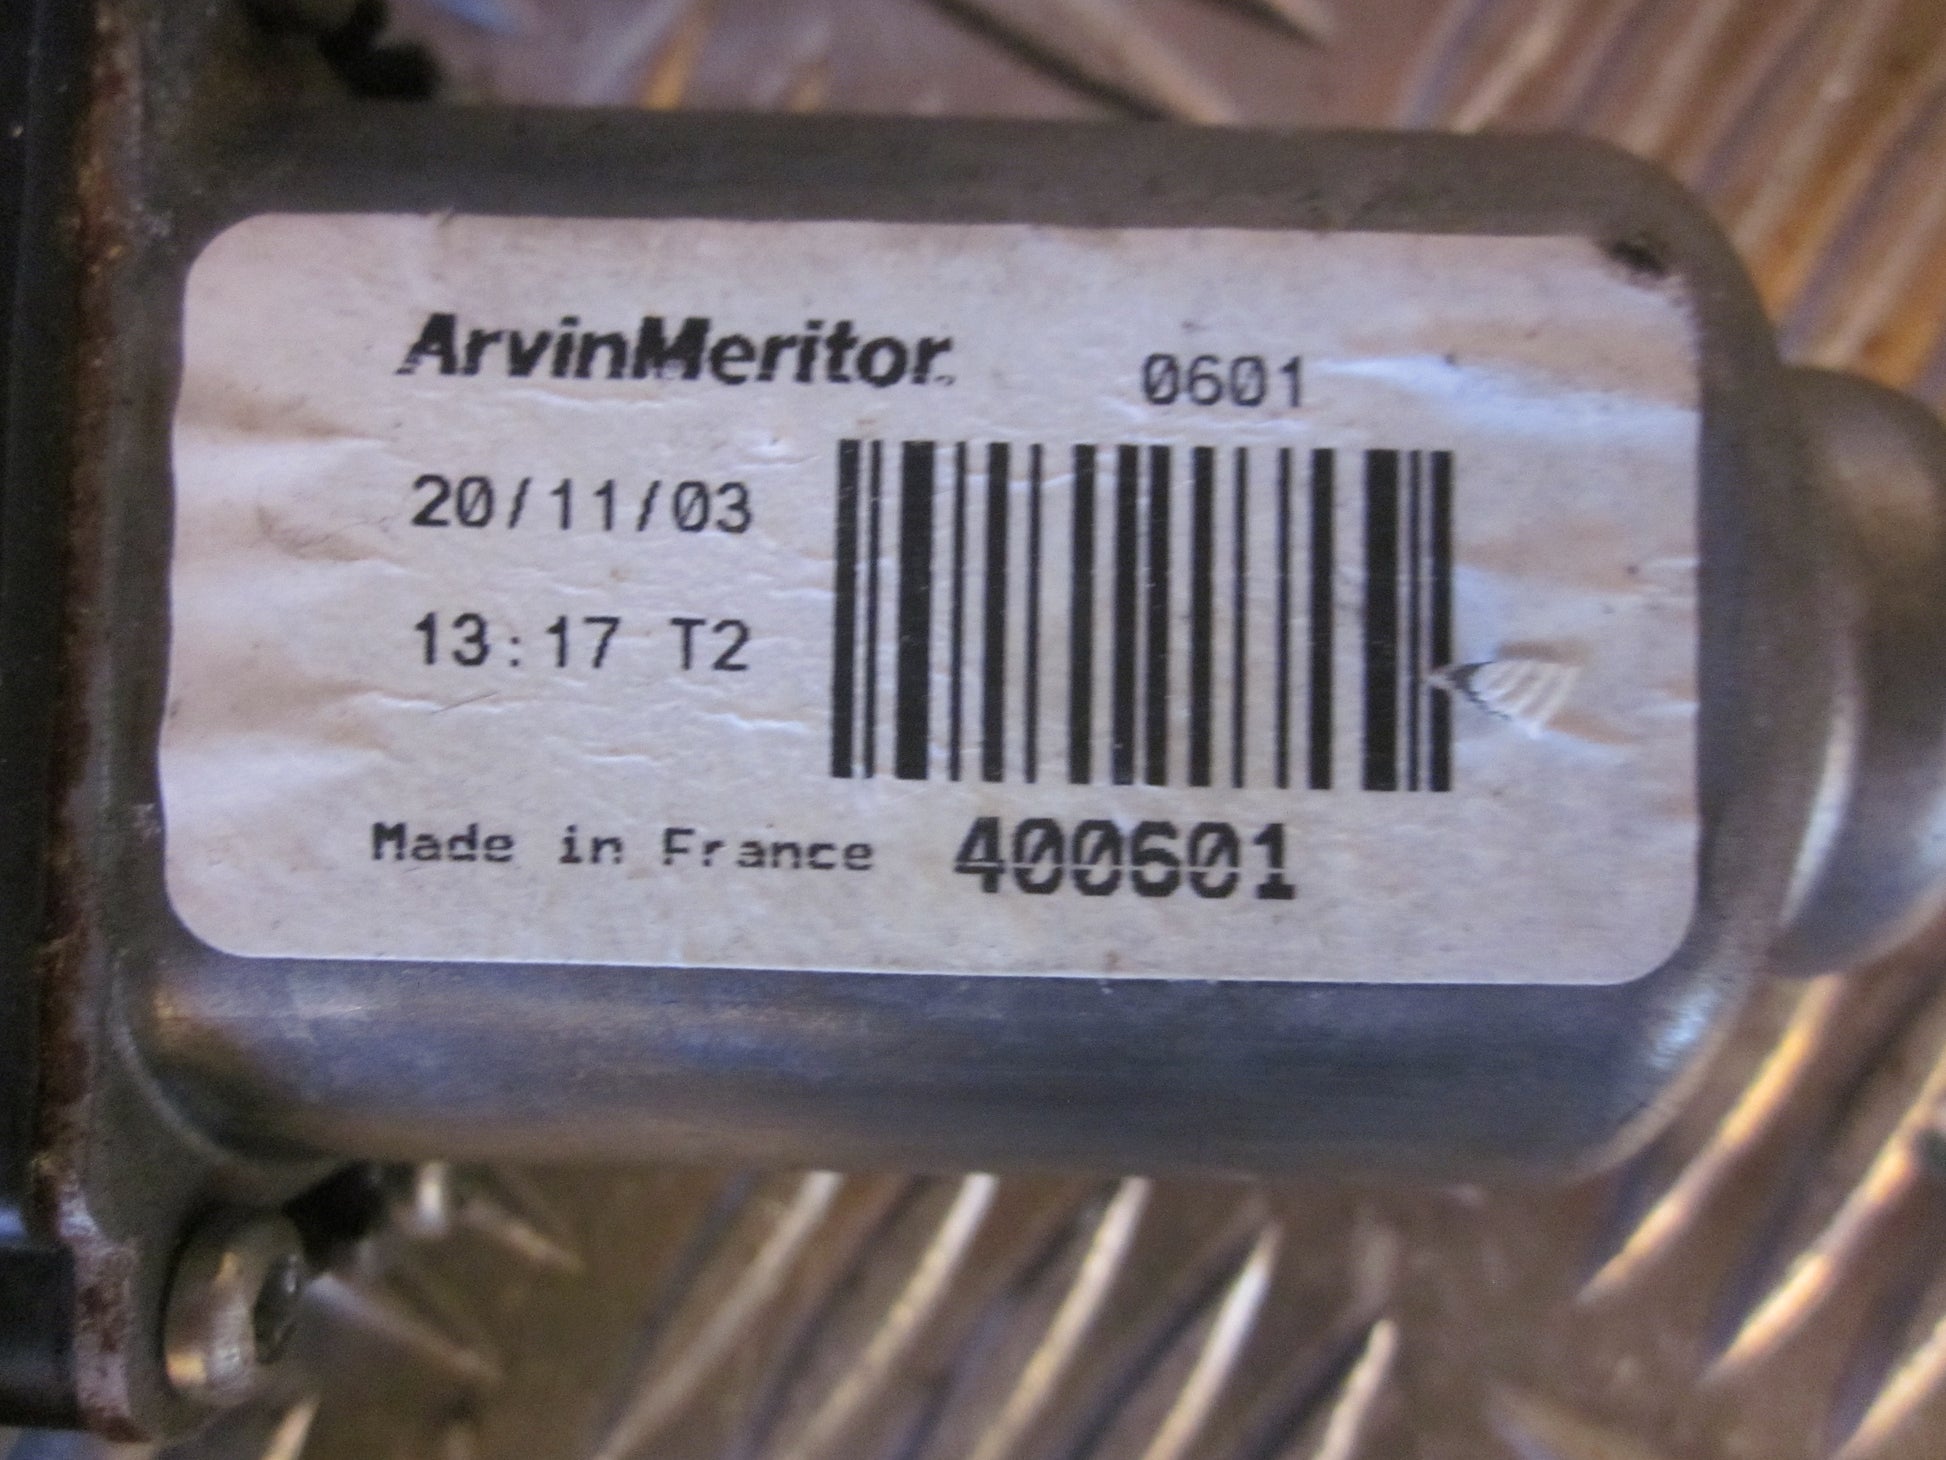 ArvinMeritor. 0601
20/11/03
13:17 T2
Made in France 400601